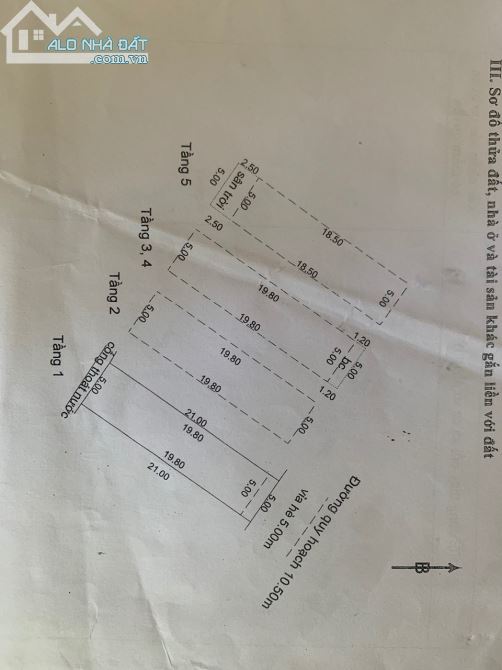 ALO NHÀ ĐẤT
.com.vn
III. Sơ đồ thửa đất, nhà ở và tài sản khác gắn liền với đất
B
Tầng 5
2,50
5.00
sân trời
5.00
2,50
18.50
18.50
5.00
Tầng 3, 4
5.00
19.80
19.80
1,20
5.00
bc
5.00
1,20
Tầng 2
5.00
19.80
19.80
5.00
Tầng 1
cống thoát nước
5.00
21.00
19.80
19.80
21.00
5.00
5.00
vỉa hè 5.00m
Đường quy hoạch 10.50m